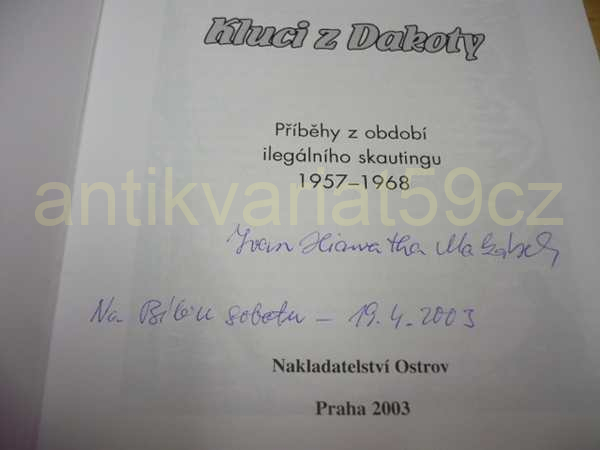 Kluci z Dakoty
Příběhy z období
ilegálního skautingu
1957–1968
antikvariat59cz
Ivan Hiawatha Makásek
Na Bílou sobotu – 19.4.2003
Nakladatelství Ostrov
Praha 2003